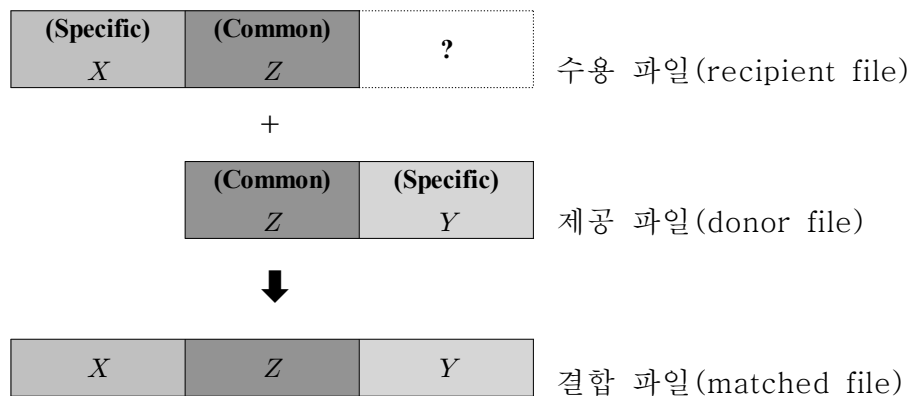 (Specific) (Common)
X Z ? 수용 파일(recipient file)
+
(Common) (Specific)
Z Y 제공 파일(donor file)
X Z Y 결합 파일(matched file)